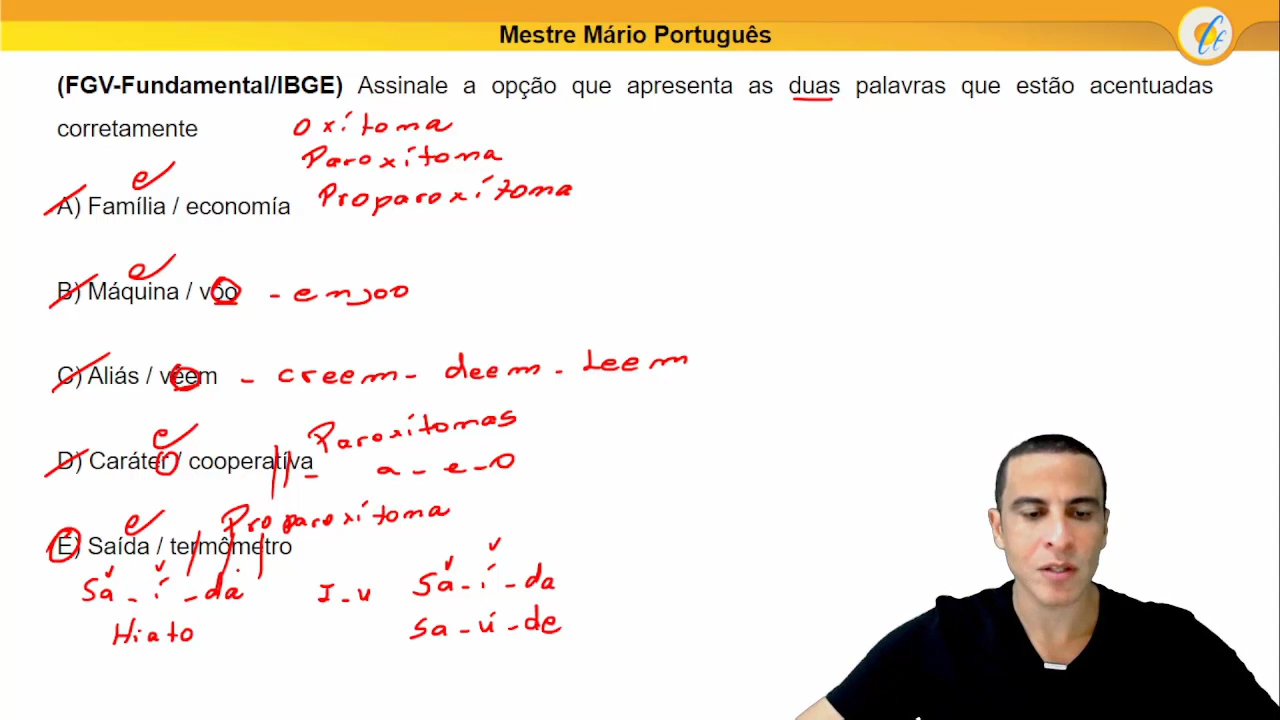 Mestre Mário Português
(FGV-Fundamental/IBGE) Assinale a opção que apresenta as duas palavras que estão acentuadas
corretamente
Oxítona
Paroxítona
Proparoxítona
A) Família / economía
B) Máquina / vôo - enjoo
C) Aliás / vêem - creem - deem - Leem
Paroxítonas
D) Caráter / cooperatíva - a - e - o
Proparoxítona
E) Saída / termômetro
Sa - í - da I - u Sa - í - da
Hiato Sa - ú - de